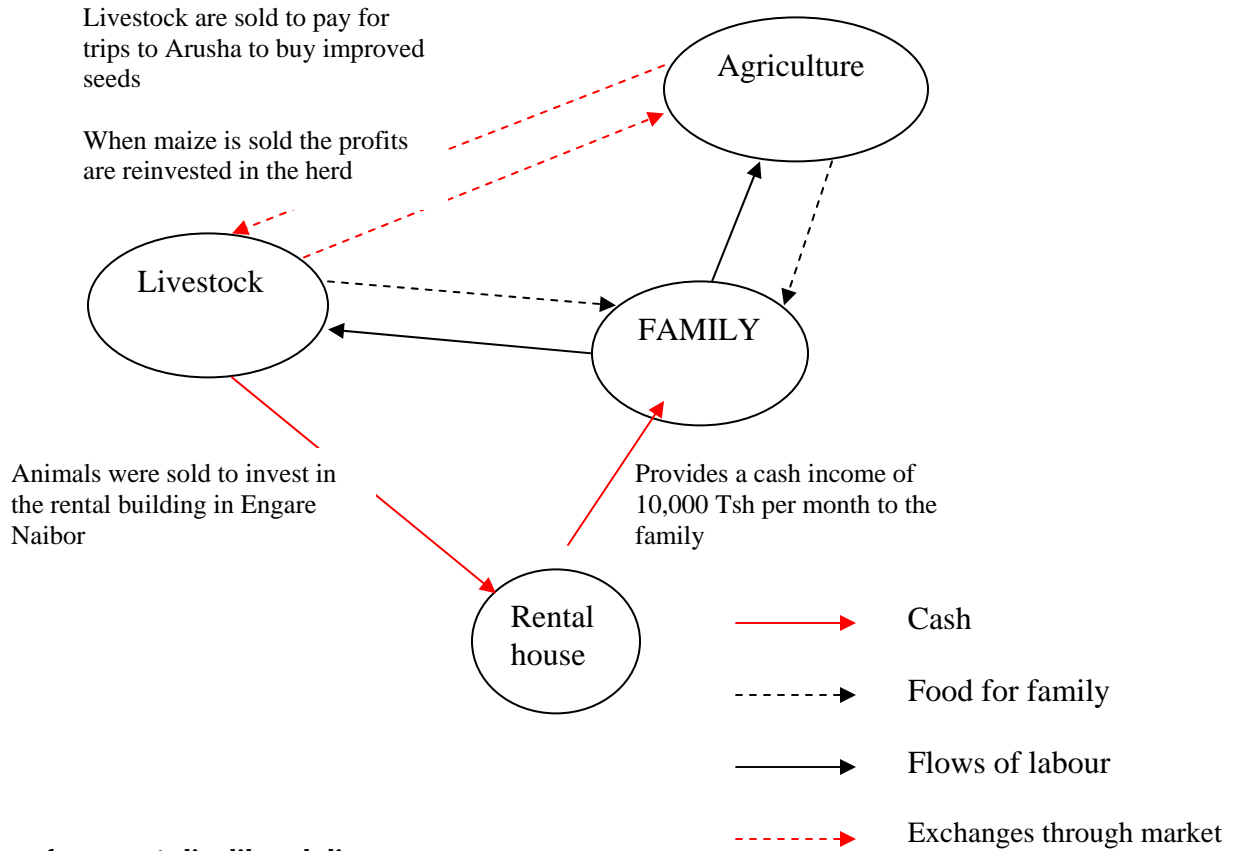 Livestock are sold to pay for
trips to Arusha to buy improved
seeds
When maize is sold the profits
are reinvested in the herd
Agriculture
Livestock
FAMILY
Animals were sold to invest in
the rental building in Engare
Naibor
Provides a cash income of
10,000 Tsh per month to the
family
Rental
house
Cash
Food for family
Flows of labour
Exchanges through market